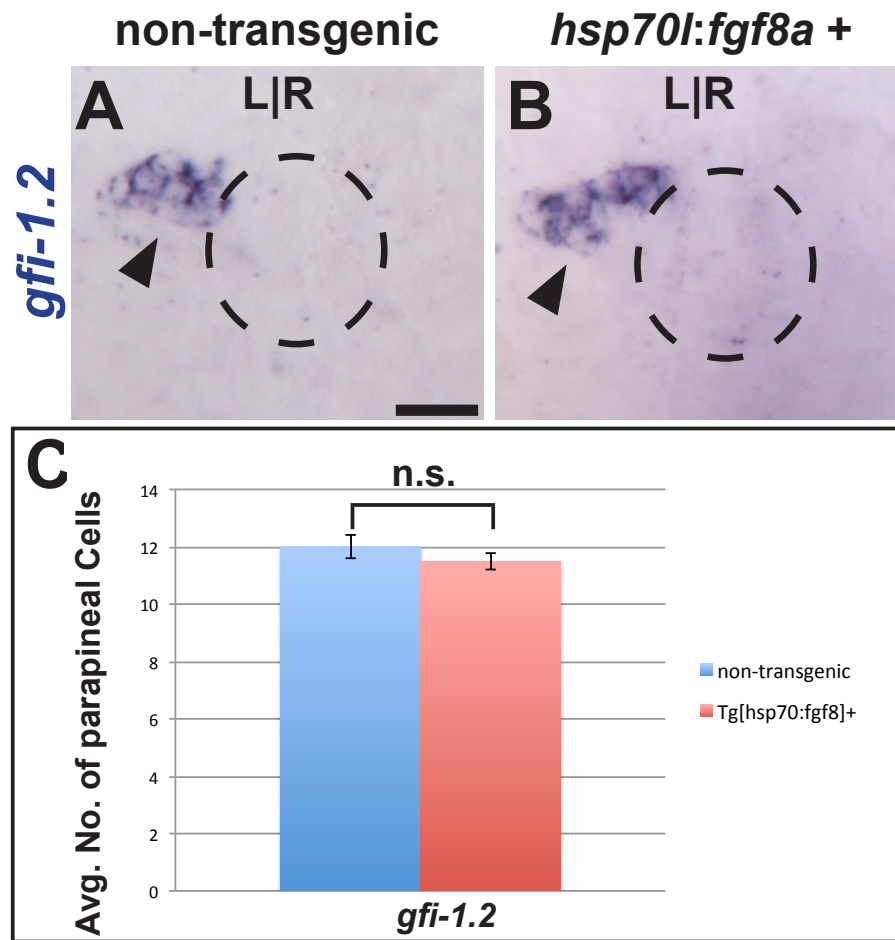 non-transgenic
hsp70l:fgf8a +
A
L|R
B
L|R
gfi-1.2
C
n.s.
Avg. No. of parapineal Cells
14
12
10
8
6
4
2
0
non-transgenic
Tg[hsp70:fgf8]+
gfi-1.2